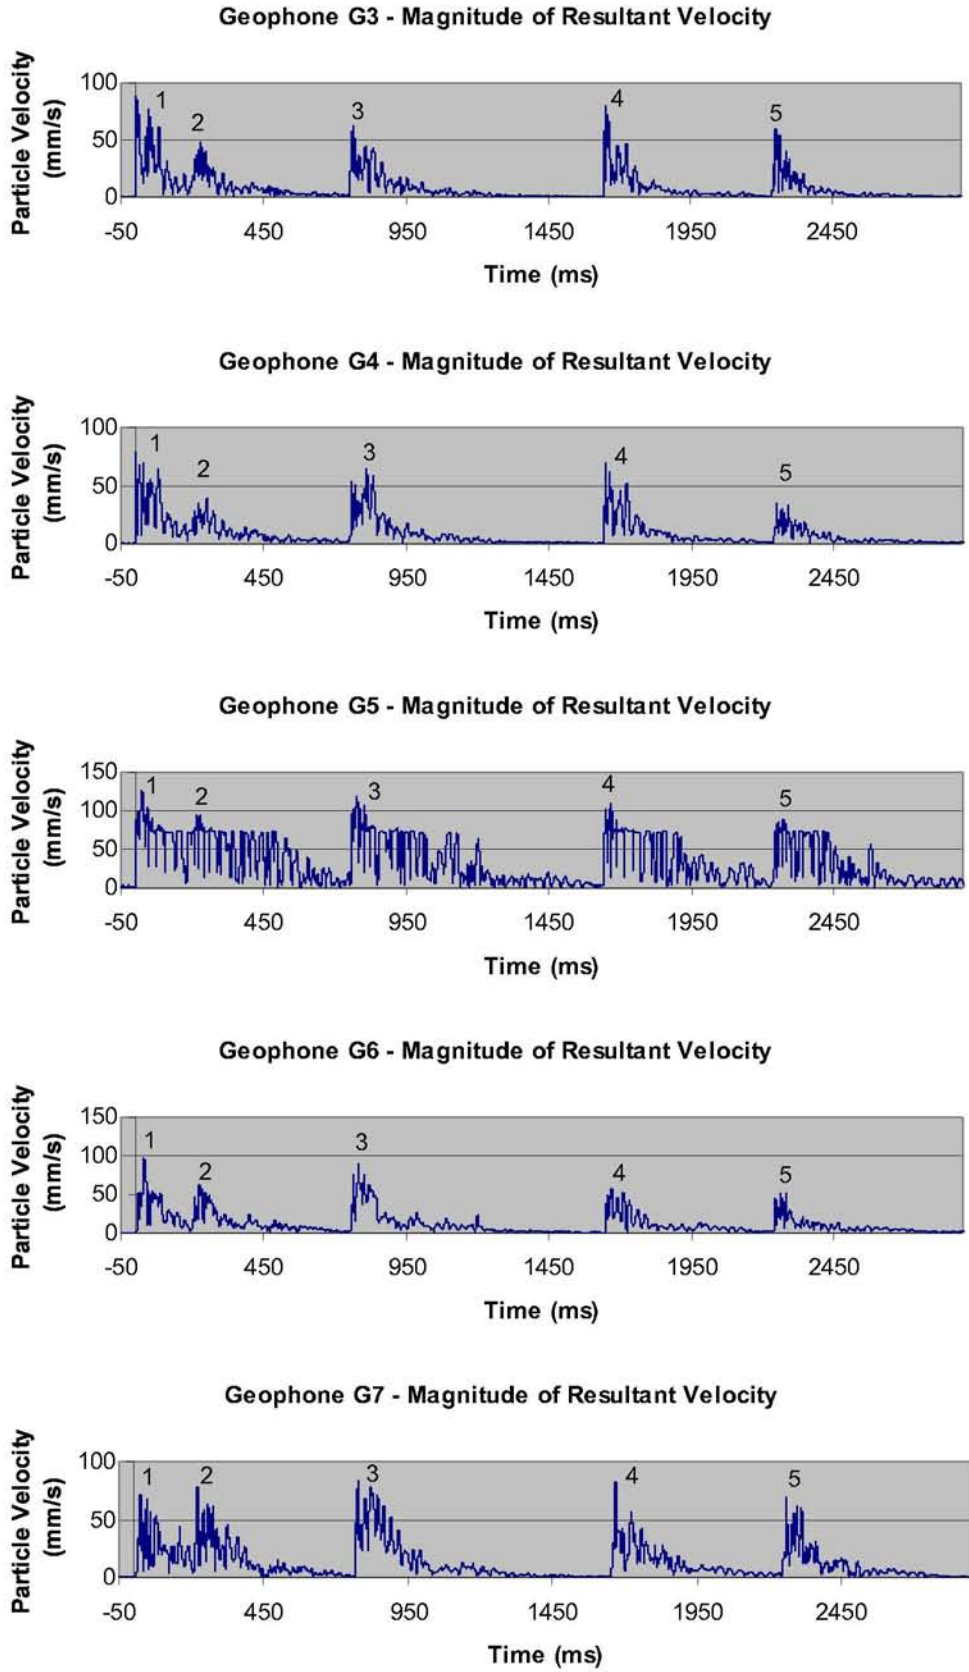 Geophone G3 - Magnitude of Resultant Velocity
Particle Velocity
(mm/s)
100
50
0
1
2
3
4
5
-50 450 950 1450 1950 2450
Time (ms)
Geophone G4 - Magnitude of Resultant Velocity
Particle Velocity
(mm/s)
100
50
0
1
2
3
4
5
-50 450 950 1450 1950 2450
Time (ms)
Geophone G5 - Magnitude of Resultant Velocity
Particle Velocity
(mm/s)
150
100
50
0
1
2
3
4
5
-50 450 950 1450 1950 2450
Time (ms)
Geophone G6 - Magnitude of Resultant Velocity
Particle Velocity
(mm/s)
150
100
50
0
1
2
3
4
5
-50 450 950 1450 1950 2450
Time (ms)
Geophone G7 - Magnitude of Resultant Velocity
Particle Velocity
(mm/s)
100
50
0
1
2
3
4
5
-50 450 950 1450 1950 2450
Time (ms)